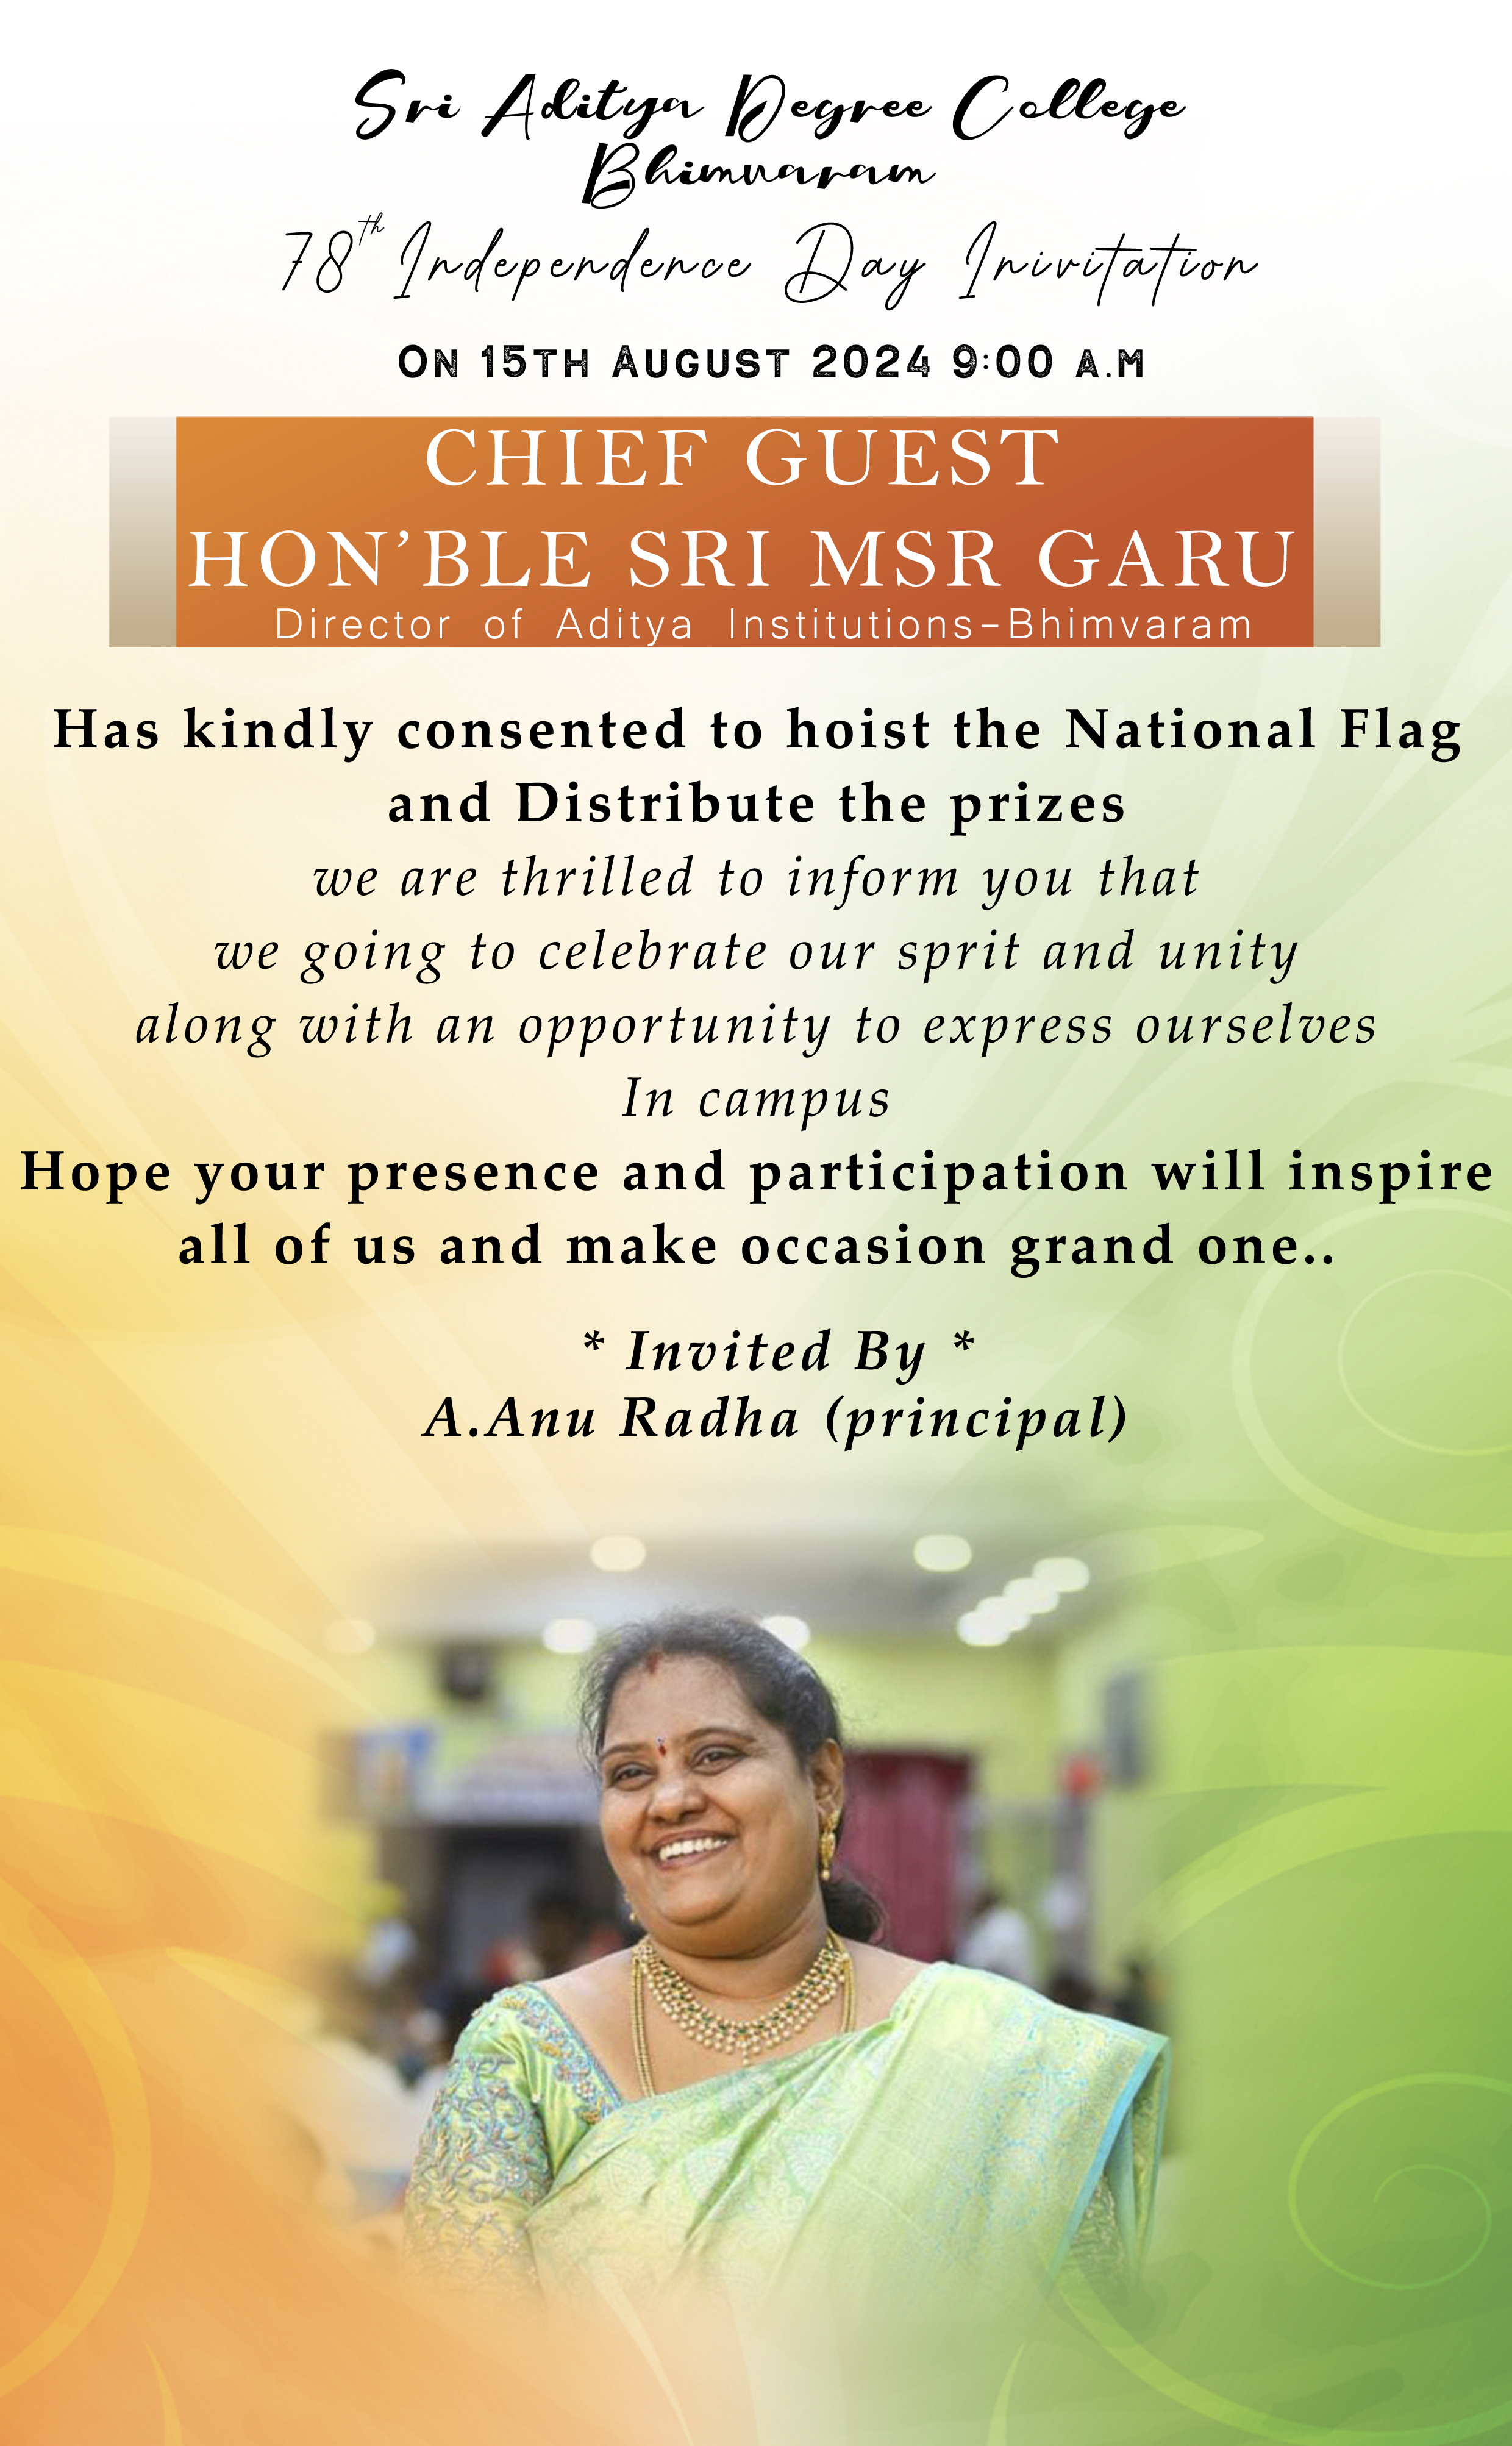 Sri Aditya Degree College
Bhimvaram
78th Independence Day Inivitation
On 15th August 2024 9:00 a.m
CHIEF GUEST
HON’BLE SRI MSR GARU
Director of Aditya Institutions-Bhimvaram
Has kindly consented to hoist the National Flag
and Distribute the prizes
we are thrilled to inform you that
we going to celebrate our sprit and unity
along with an opportunity to express ourselves
In campus
Hope your presence and participation will inspire
all of us and make occasion grand one..
* Invited By *
A.Anu Radha (principal)